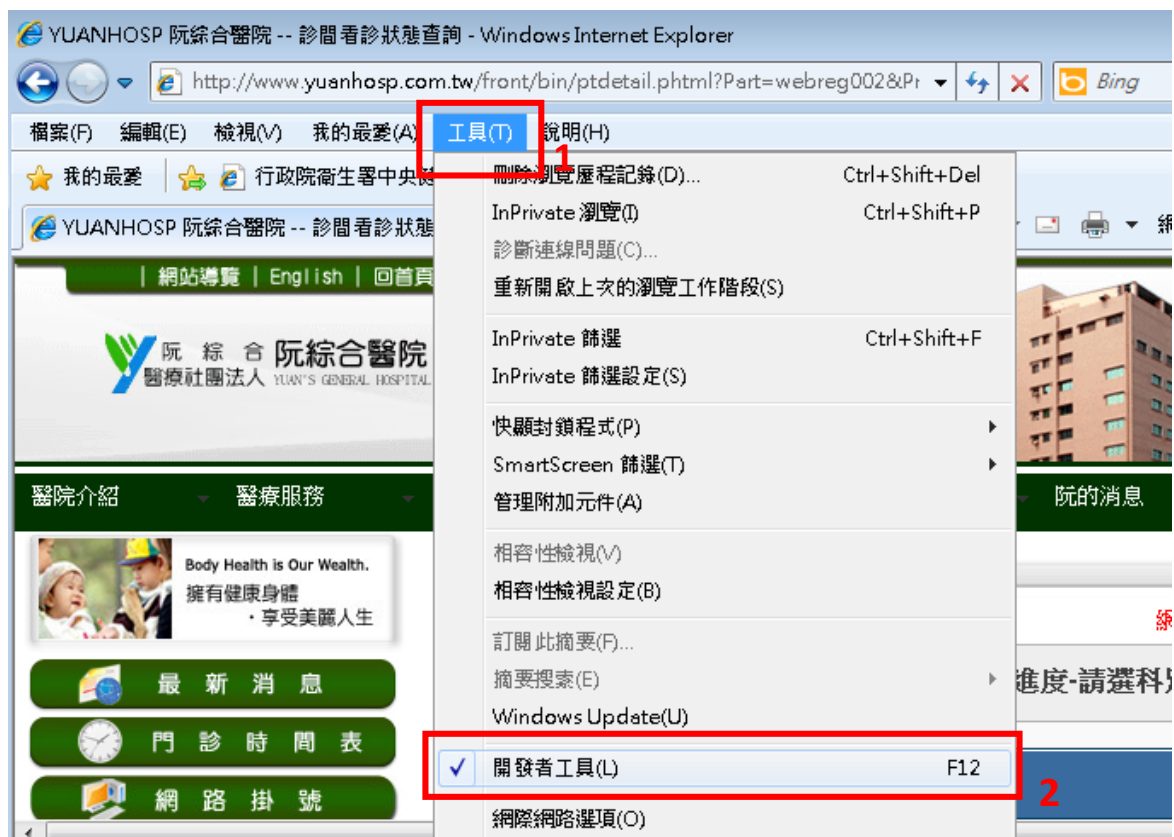 YUANHOSP 阮綜合醫院 -- 診間看診狀態查詢 - Windows Internet Explorer
http://www.yuanhosp.com.tw/front/bin/ptdetail.phtml?Part=webreg002&Pr
Bing
檔案(F) 編輯(E) 檢視(V) 我的最愛(A) 工具(T) 說明(H)
1
我的最愛 行政院衛生署中央健
YUANHOSP 阮綜合醫院 -- 診間看診狀態
刪除瀏覽歷程記錄(D)... Ctrl+Shift+Del
InPrivate 瀏覽(I) Ctrl+Shift+P
診斷連線問題(C)...
重新開啟上次的瀏覽工作階段(S)
InPrivate 篩選 Ctrl+Shift+F
InPrivate 篩選設定(S)
快顯封鎖程式(P)
SmartScreen 篩選(T)
管理附加元件(A)
相容性檢視(V)
相容性檢視設定(B)
訂閱此摘要(F)...
摘要搜索(E)
Windows Update(U)
開發者工具(L) F12
2
網際網路選項(O)
| 網站導覽 | English | 回首頁
阮綜合 阮綜合醫院
醫療社團法人 YUAN'S GENERAL HOSPITAL
醫院介紹 醫療服務 阮的消息
Body Health is Our Wealth.
擁有健康身體
・享受美麗人生
最新消息
門診時間表
網路掛號
進度-請選科